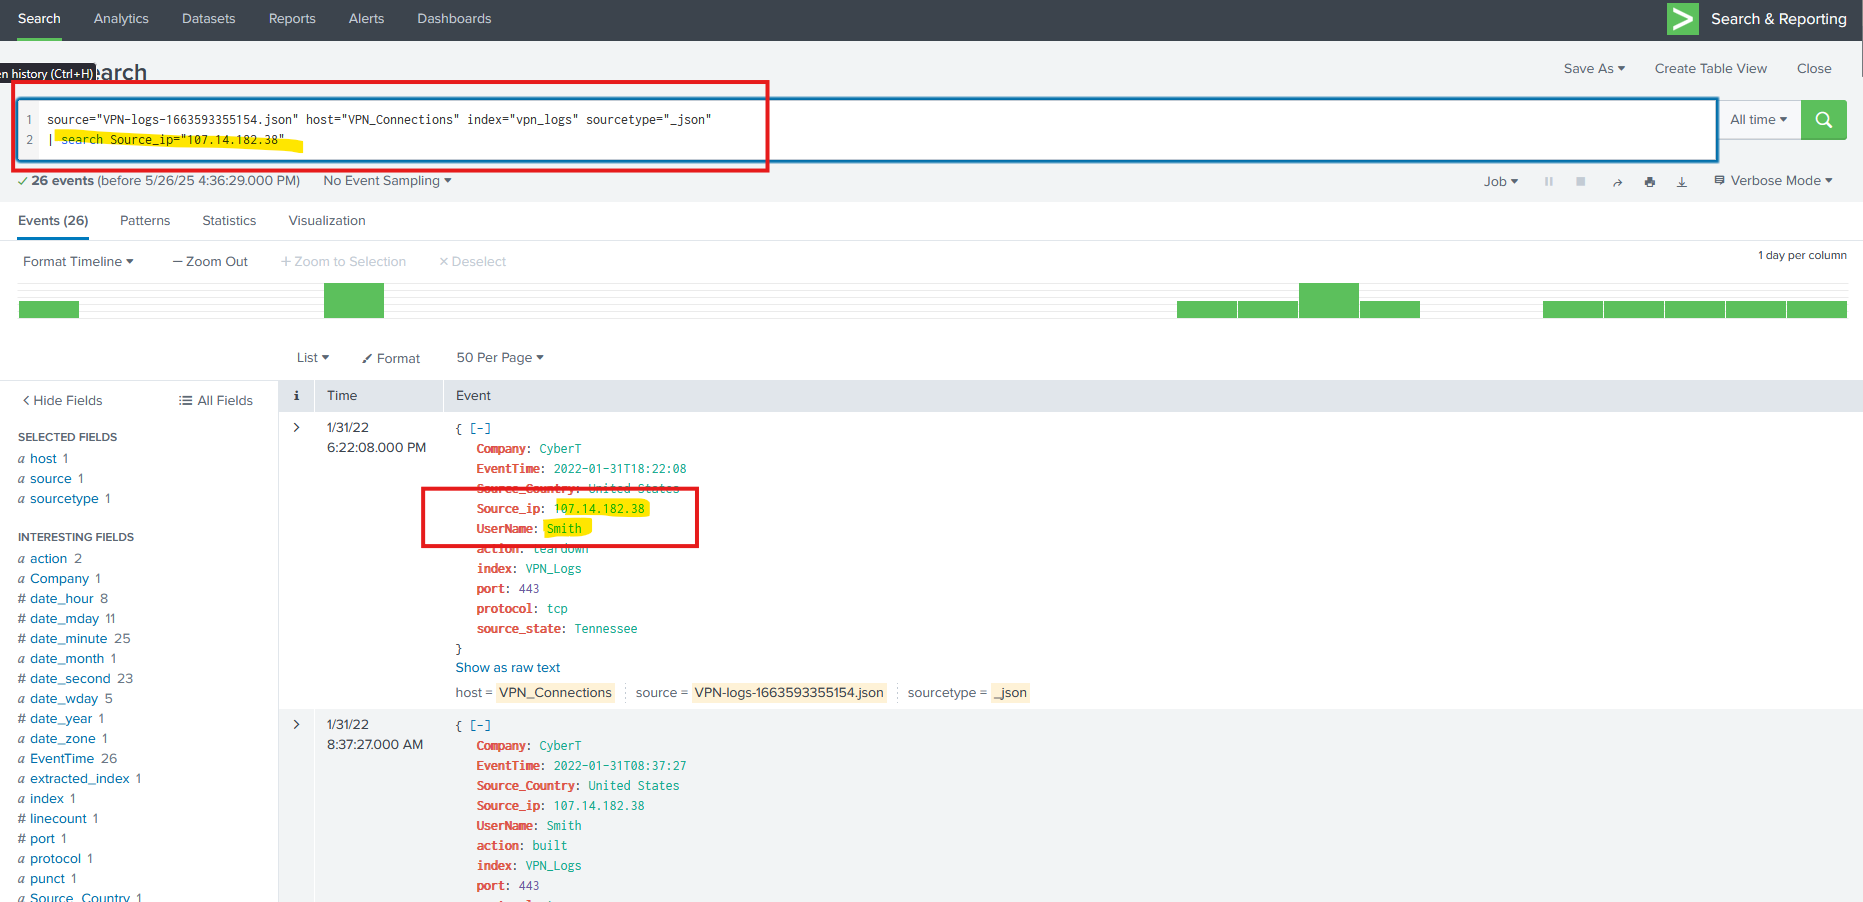 Search Analytics Datasets Reports Alerts Dashboards Search & Reporting
en history (Ctrl+H) earch Save As Create Table View Close
1 source="VPN-logs-1663593355154.json" host="VPN_Connections" index="vpn_logs" sourcetype="_json"
2 | search Source_ip="107.14.182.38"
All time
26 events (before 5/26/25 4:36:29.000 PM) No Event Sampling Job Verbose Mode
Events (26) Patterns Statistics Visualization
Format Timeline — Zoom Out + Zoom to Selection × Deselect 1 day per column
List Format 50 Per Page
< Hide Fields All Fields
SELECTED FIELDS
a host 1
a source 1
a sourcetype 1
INTERESTING FIELDS
a action 2
a Company 1
# date_hour 8
# date_mday 11
# date_minute 25
a date_month 1
# date_second 23
a date_wday 5
# date_year 1
a date_zone 1
a EventTime 26
a extracted_index 1
a index 1
# linecount 1
# port 1
a protocol 1
a punct 1
a Source_Country 1
i Time Event
> 1/31/22
6:22:08.000 PM
{ [-]
Company: CyberT
EventTime: 2022-01-31T18:22:08
Source_Country: United States
Source_ip: 107.14.182.38
UserName: Smith
action: teardown
index: VPN_Logs
port: 443
protocol: tcp
source_state: Tennessee
}
Show as raw text
host = VPN_Connections source = VPN-logs-1663593355154.json sourcetype = _json
> 1/31/22
8:37:27.000 AM
{ [-]
Company: CyberT
EventTime: 2022-01-31T08:37:27
Source_Country: United States
Source_ip: 107.14.182.38
UserName: Smith
action: built
index: VPN_Logs
port: 443